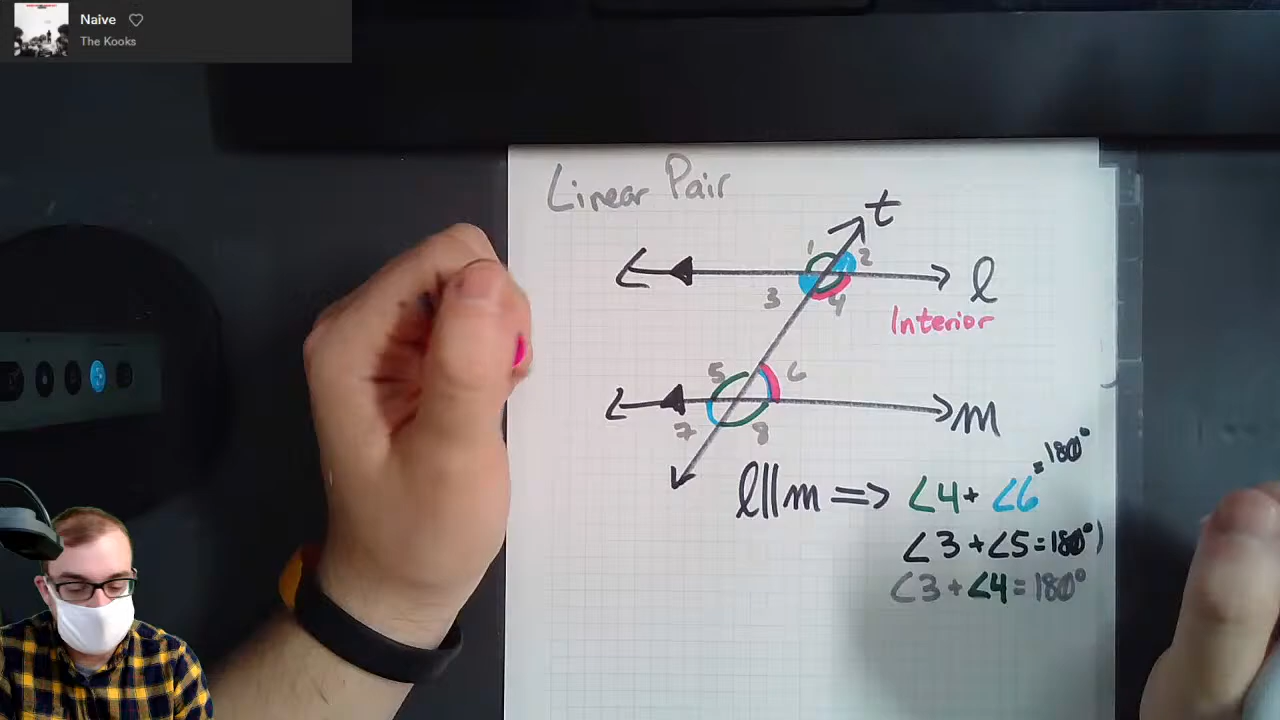 Naive
The Kooks
Linear Pair
t
1
2
l
3
4
Interior
5
6
m
7
8
l||m => ∠4 + ∠6 = 180°
∠3 + ∠5 = 180°)
∠3 + ∠4 = 180°